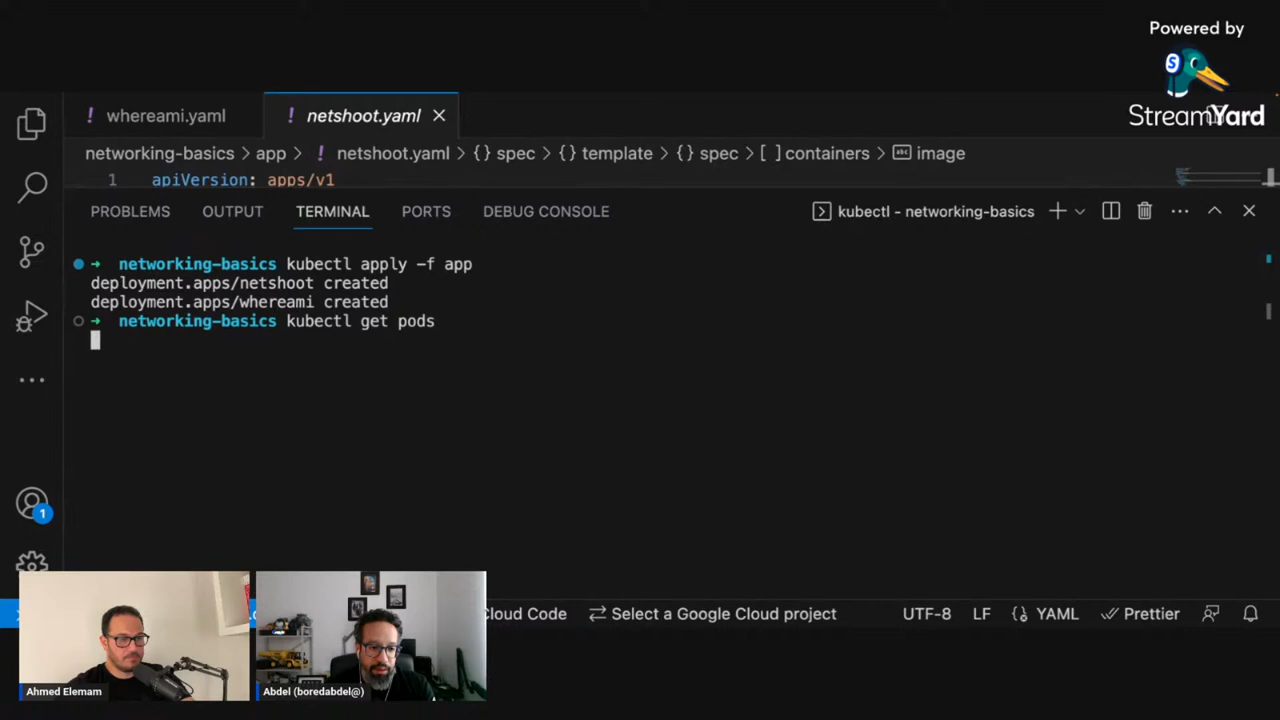 Powered by
StreamYard
whereami.yaml
netshoot.yaml
networking-basics > app > netshoot.yaml > {} spec > {} template > {} spec > [ ] containers > image
1 apiVersion: apps/v1
PROBLEMS OUTPUT TERMINAL PORTS DEBUG CONSOLE kubectl - networking-basics
→ networking-basics kubectl apply -f app
deployment.apps/netshoot created
deployment.apps/whereami created
→ networking-basics kubectl get pods
1
Cloud Code Select a Google Cloud project UTF-8 LF {} YAML Prettier
Ahmed Elemam
Abdel (boredabdel@)